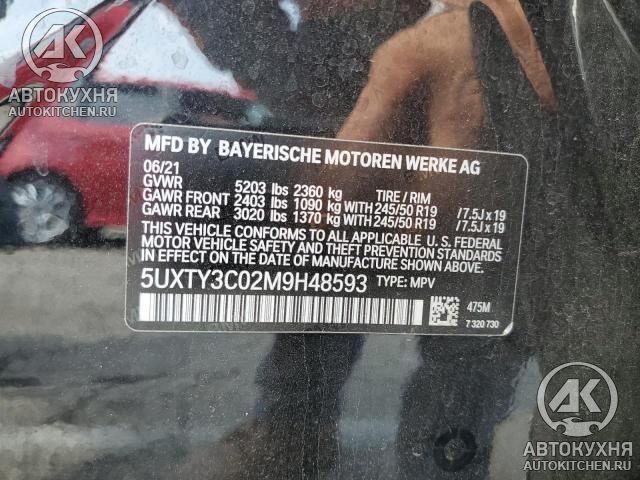 АК
АВТОКУХНЯ
AUTOKITCHEN.RU
MFD BY BAYERISCHE MOTOREN WERKE AG
06/21
GVWR 5203 lbs 2360 kg TIRE / RIM
GAWR FRONT 2403 lbs 1090 kg WITH 245/50 R19 /7.5J x 19
GAWR REAR 3020 lbs 1370 kg WITH 245/50 R19 /7.5J x 19
THIS VEHICLE CONFORMS TO ALL APPLICABLE U. S. FEDERAL
MOTOR VEHICLE SAFETY, BUMPER, AND THEFT PREVENTION STANDARDS
IN EFFECT ON THE DATE OF MANUFACTURE SHOWN ABOVE.
5UXTY3C02M9H48593 TYPE: MPV
475M
7 320 730
АК
АВТОКУХНЯ
AUTOKITCHEN.RU